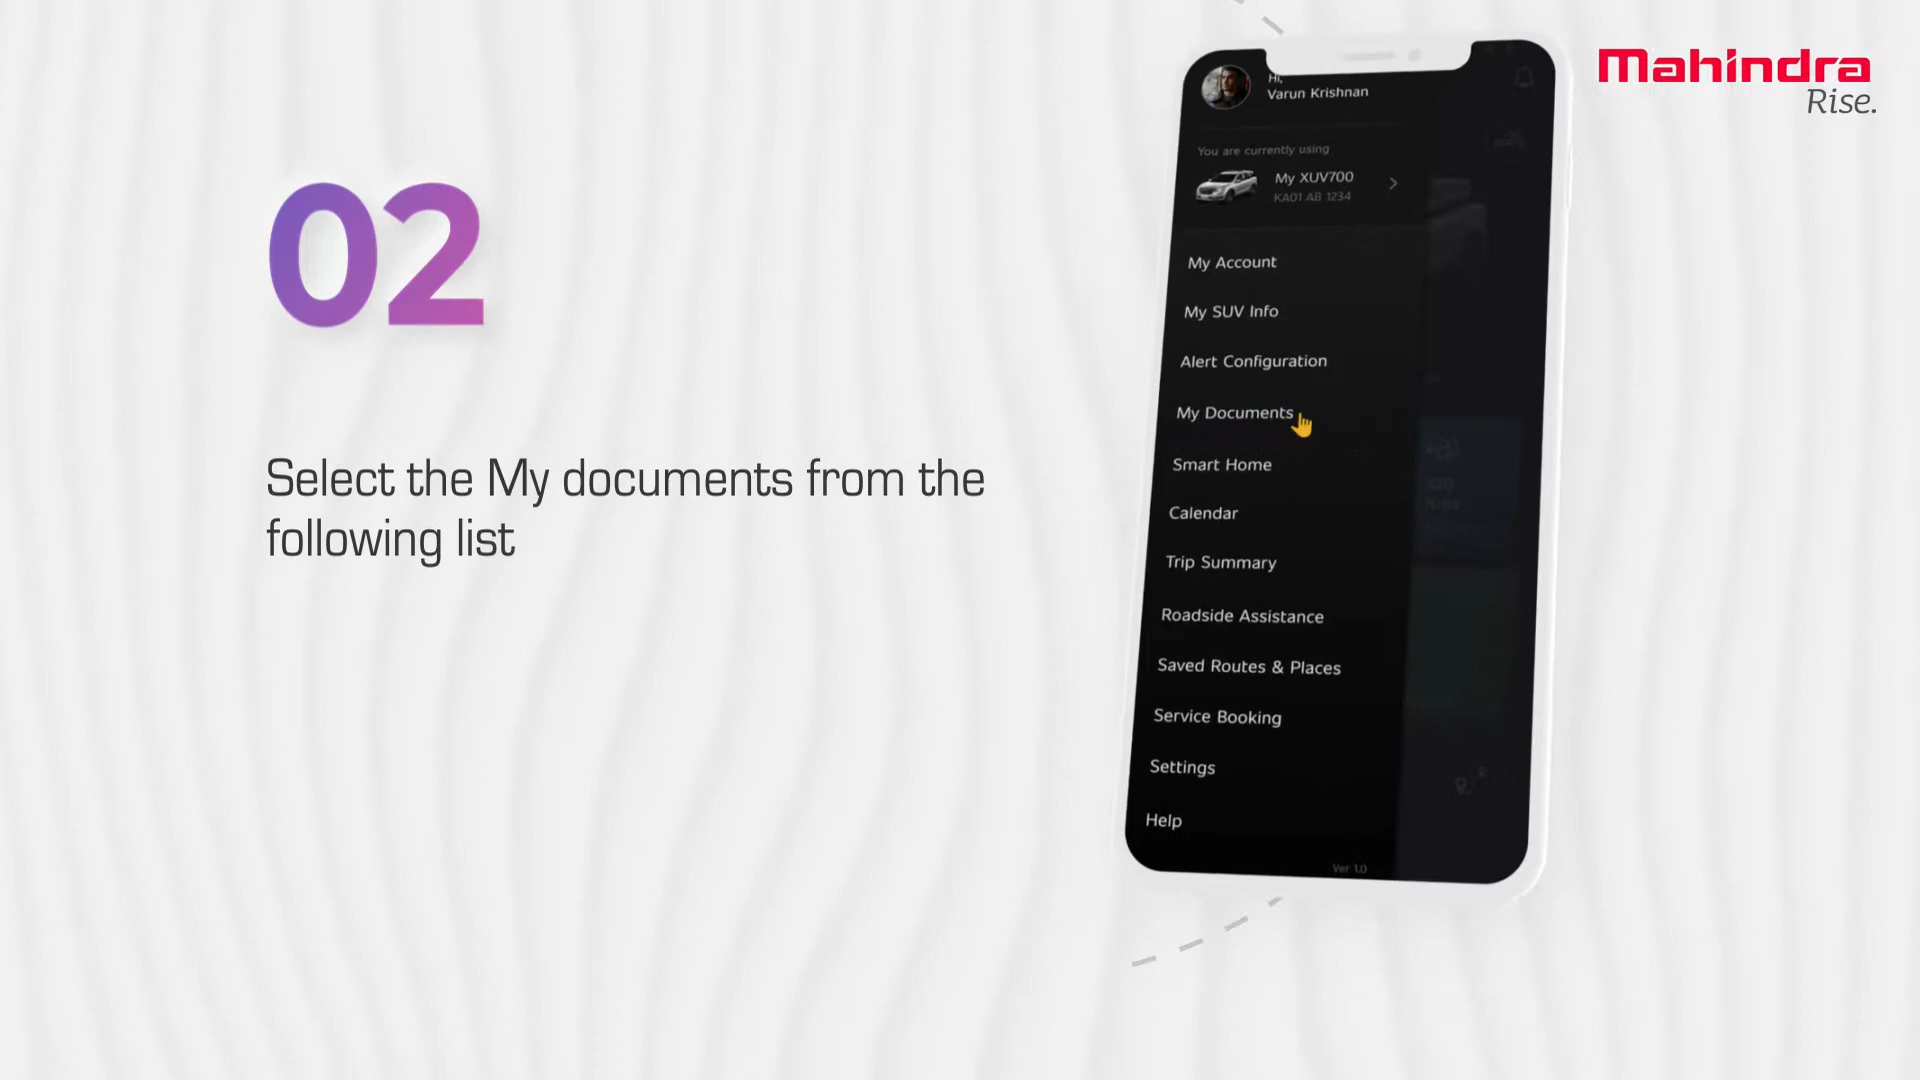 Mahindra
Rise.
02
Select the My documents from the
following list
Hi,
Varun Krishnan
You are currently using
My XUV700
KA01 AB 1234
My Account
My SUV Info
Alert Configuration
My Documents
Smart Home
Calendar
Trip Summary
Roadside Assistance
Saved Routes & Places
Service Booking
Settings
Help
Ver 1.0